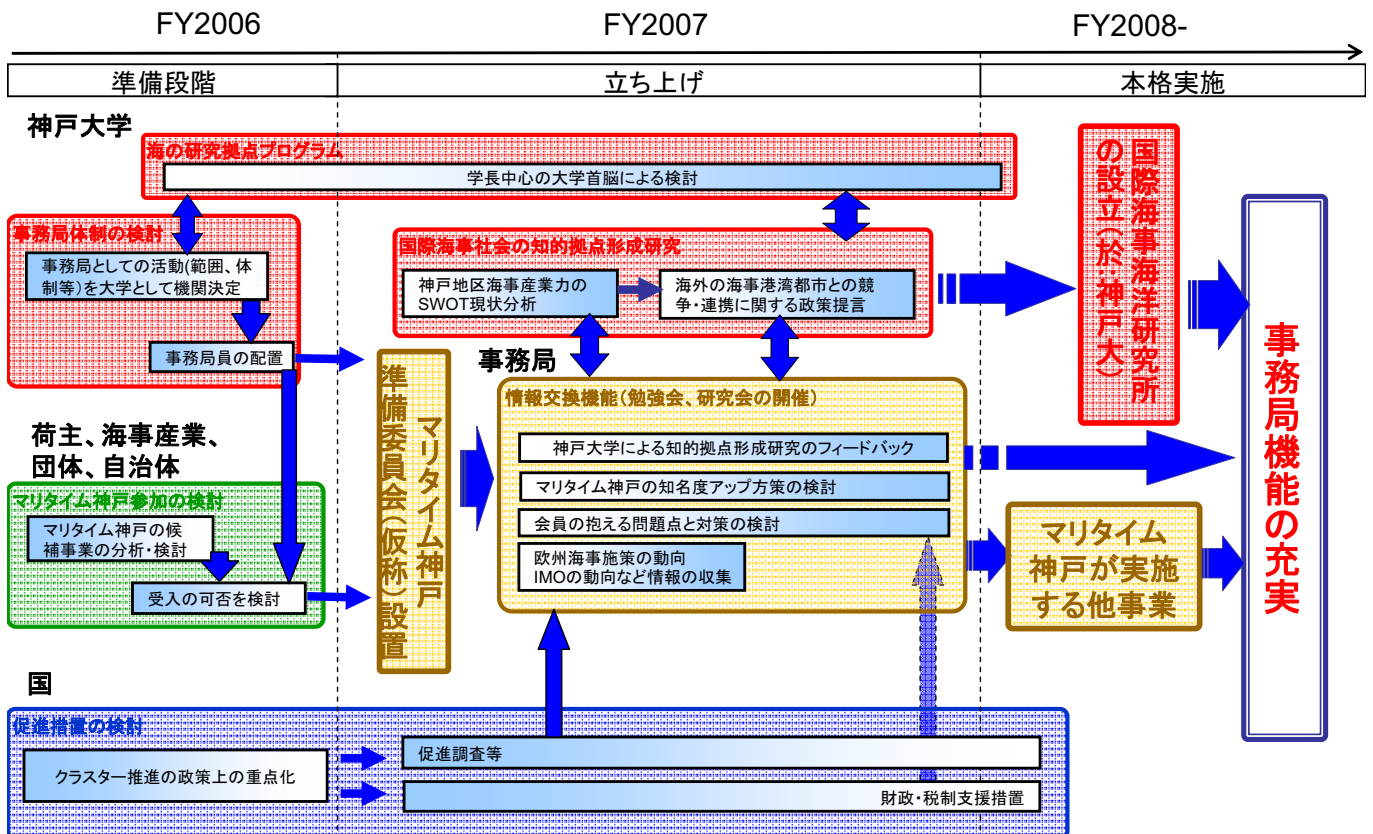 FY2006
FY2007
FY2008-
準備段階
立ち上げ
本格実施
神戸大学
海の研究拠点プログラム
学長中心の大学首脳による検討
事務局体制の検討
事務局としての活動(範囲、体
制等)を大学として機関決定
事務局員の配置
国際海事社会の知的拠点形成研究
神戸地区海事産業力の
SWOT現状分析
海外の海事港湾都市との競
争・連携に関する政策提言
国際海事海洋研究所
の設立(於:神戸大)
事務局機能の充実
荷主、海事産業、
団体、自治体
マリタイム神戸参加の検討
マリタイム神戸の候
補事業の分析・検討
受入の可否を検討
マリタイム神戸
準備委員会(仮称)設置
事務局
情報交換機能(勉強会、研究会の開催)
神戸大学による知的拠点形成研究のフィードバック
マリタイム神戸の知名度アップ方策の検討
会員の抱える問題点と対策の検討
欧州海事施策の動向
IMOの動向など情報の収集
マリタイム
神戸が実施
する他事業
国
促進措置の検討
クラスター推進の政策上の重点化
促進調査等
財政・税制支援措置